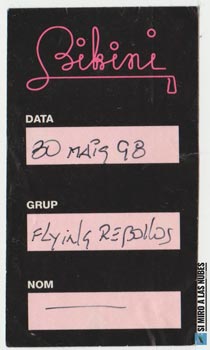 Bikini
DATA
30 MAIG 98
GRUP
FLYING REBOLLOS
NOM
SI MIRO A LAS NUBES